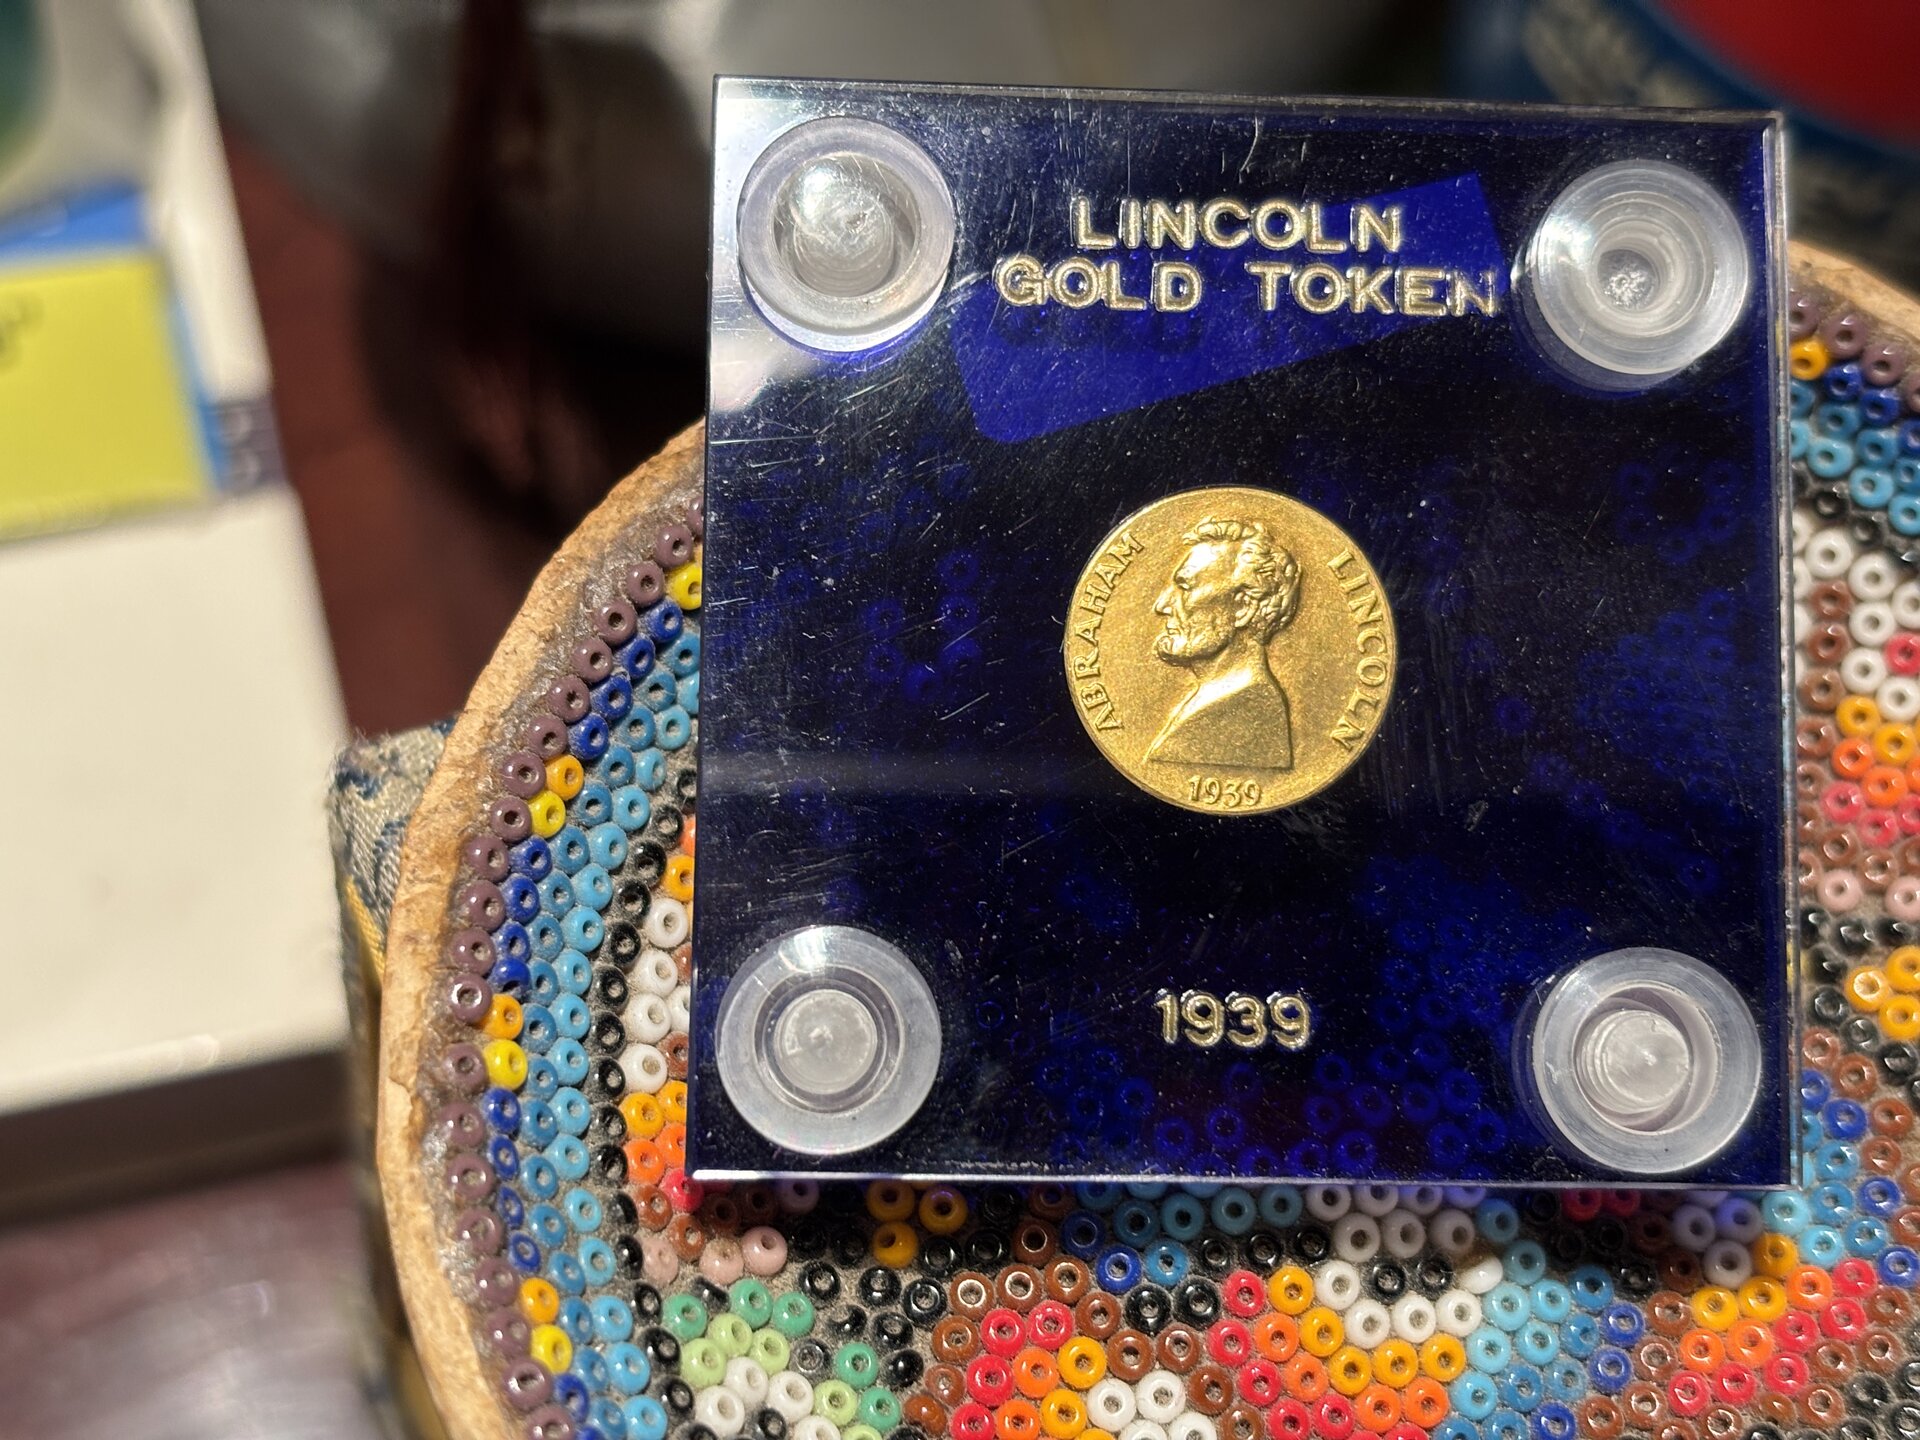 LINCOLN
GOLD TOKEN
ABRAHAM LINCOLN
1939
1939